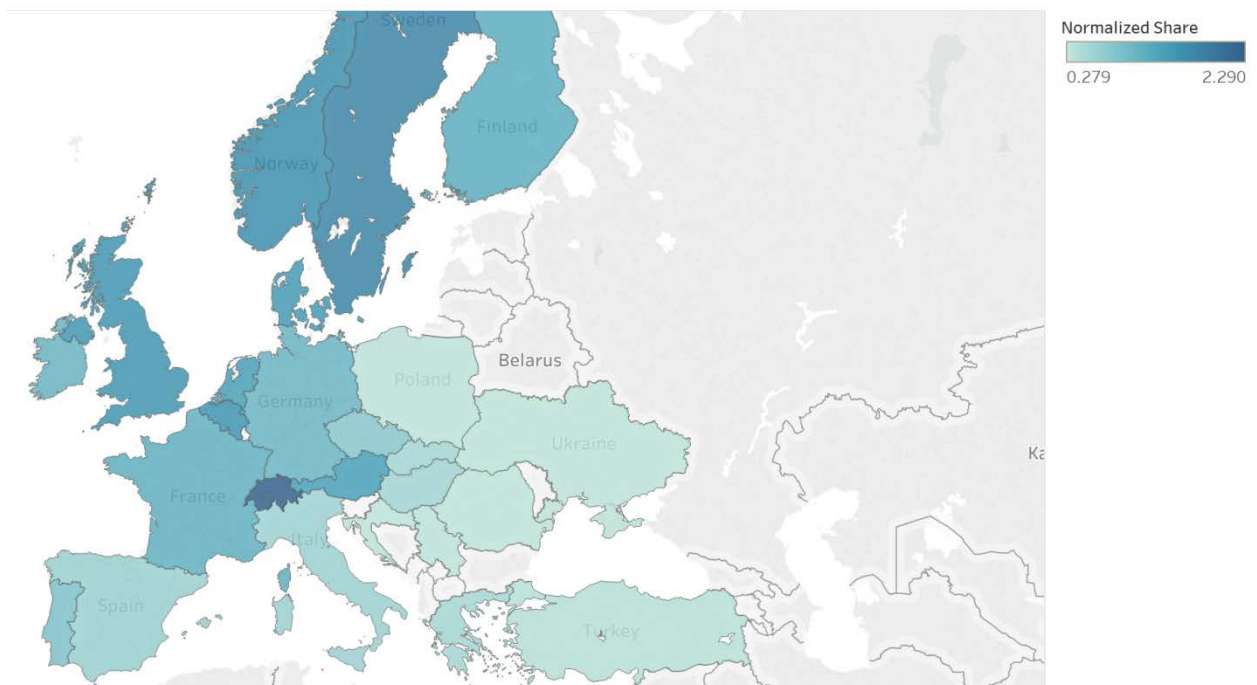 Sweden
Normalized Share
0.279 2.290
Finland
Norway
Belarus
Poland
Germany
Ukraine
Ka
France
Italy
Spain
Turkey